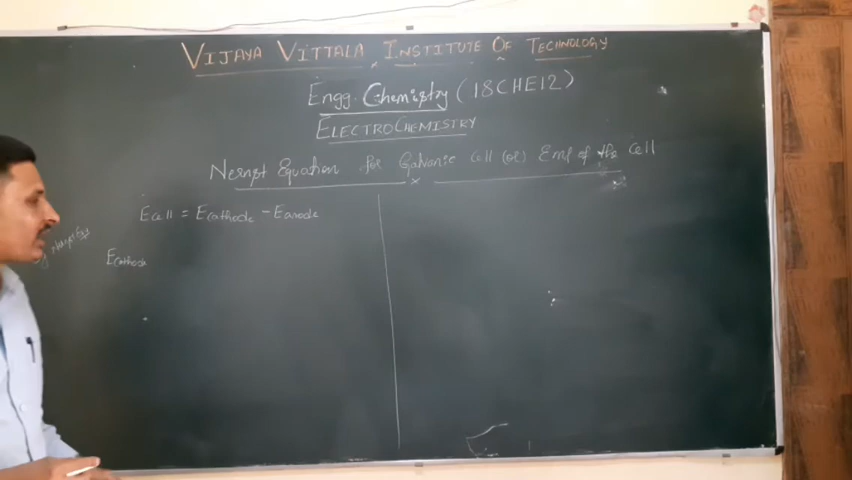 VIJAYA VITTALA INSTITUTE OF TECHNOLOGY
Engg. Chemistry (18CHE12)
ELECTROCHEMISTRY
Nernst Equation for Galvanic Cell (or) Emf of the Cell
Ecell = Ecathode - Eanode
Ecathode